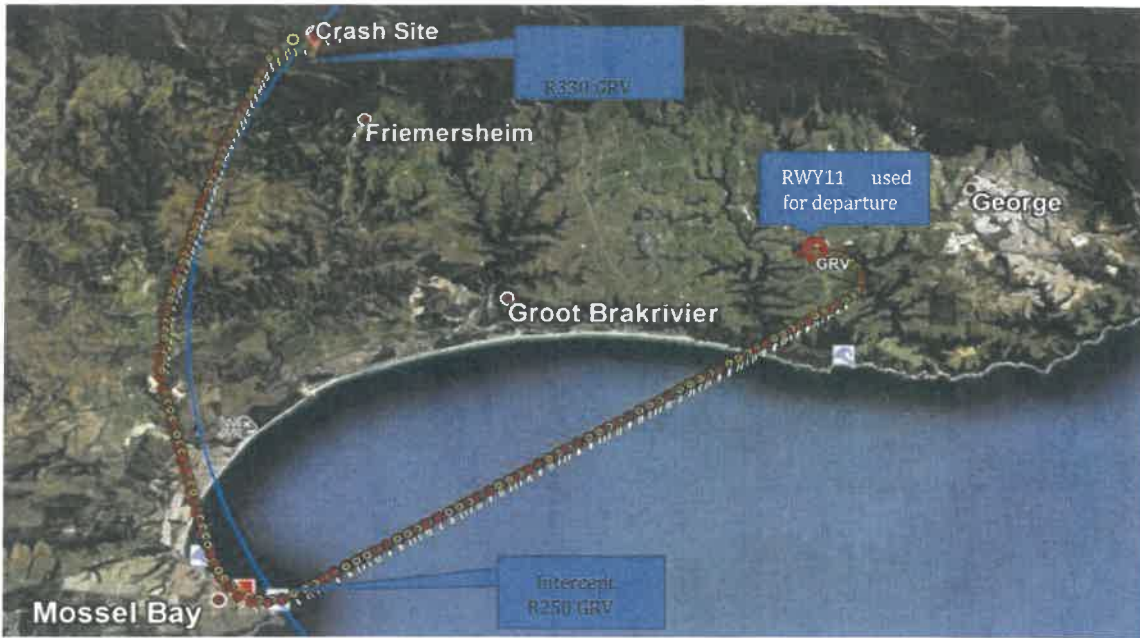 Crash Site
R330 GRV
Friemersheim
RWY11 used
for departure
George
GRV
Groot Brakrivier
Intercept
R250 GRV
Mossel Bay